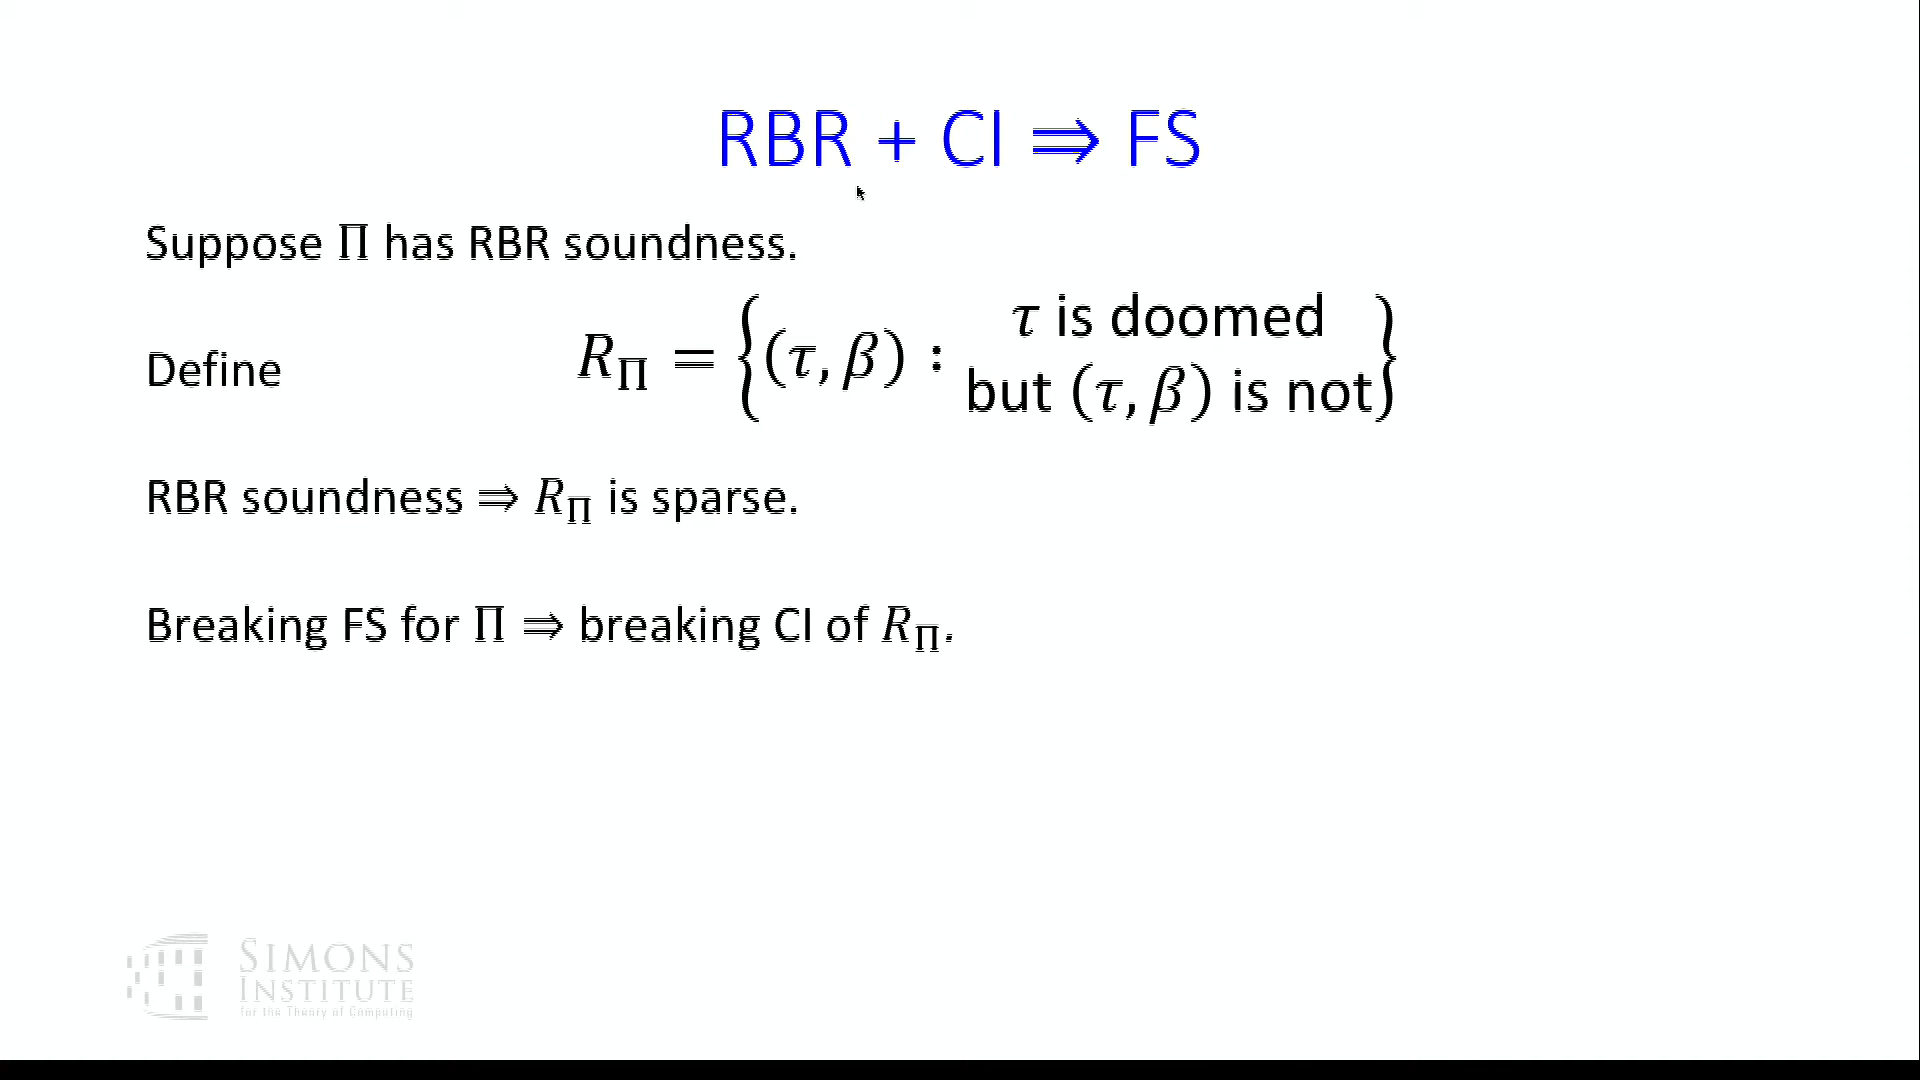 RBR + CI ⇒ FS
Suppose Π has RBR soundness.
Define R_Π = {(τ, β) : τ is doomed but (τ, β) is not}
RBR soundness ⇒ R_Π is sparse.
Breaking FS for Π ⇒ breaking CI of R_Π.
SIMONS
INSTITUTE
for the Theory of Computing